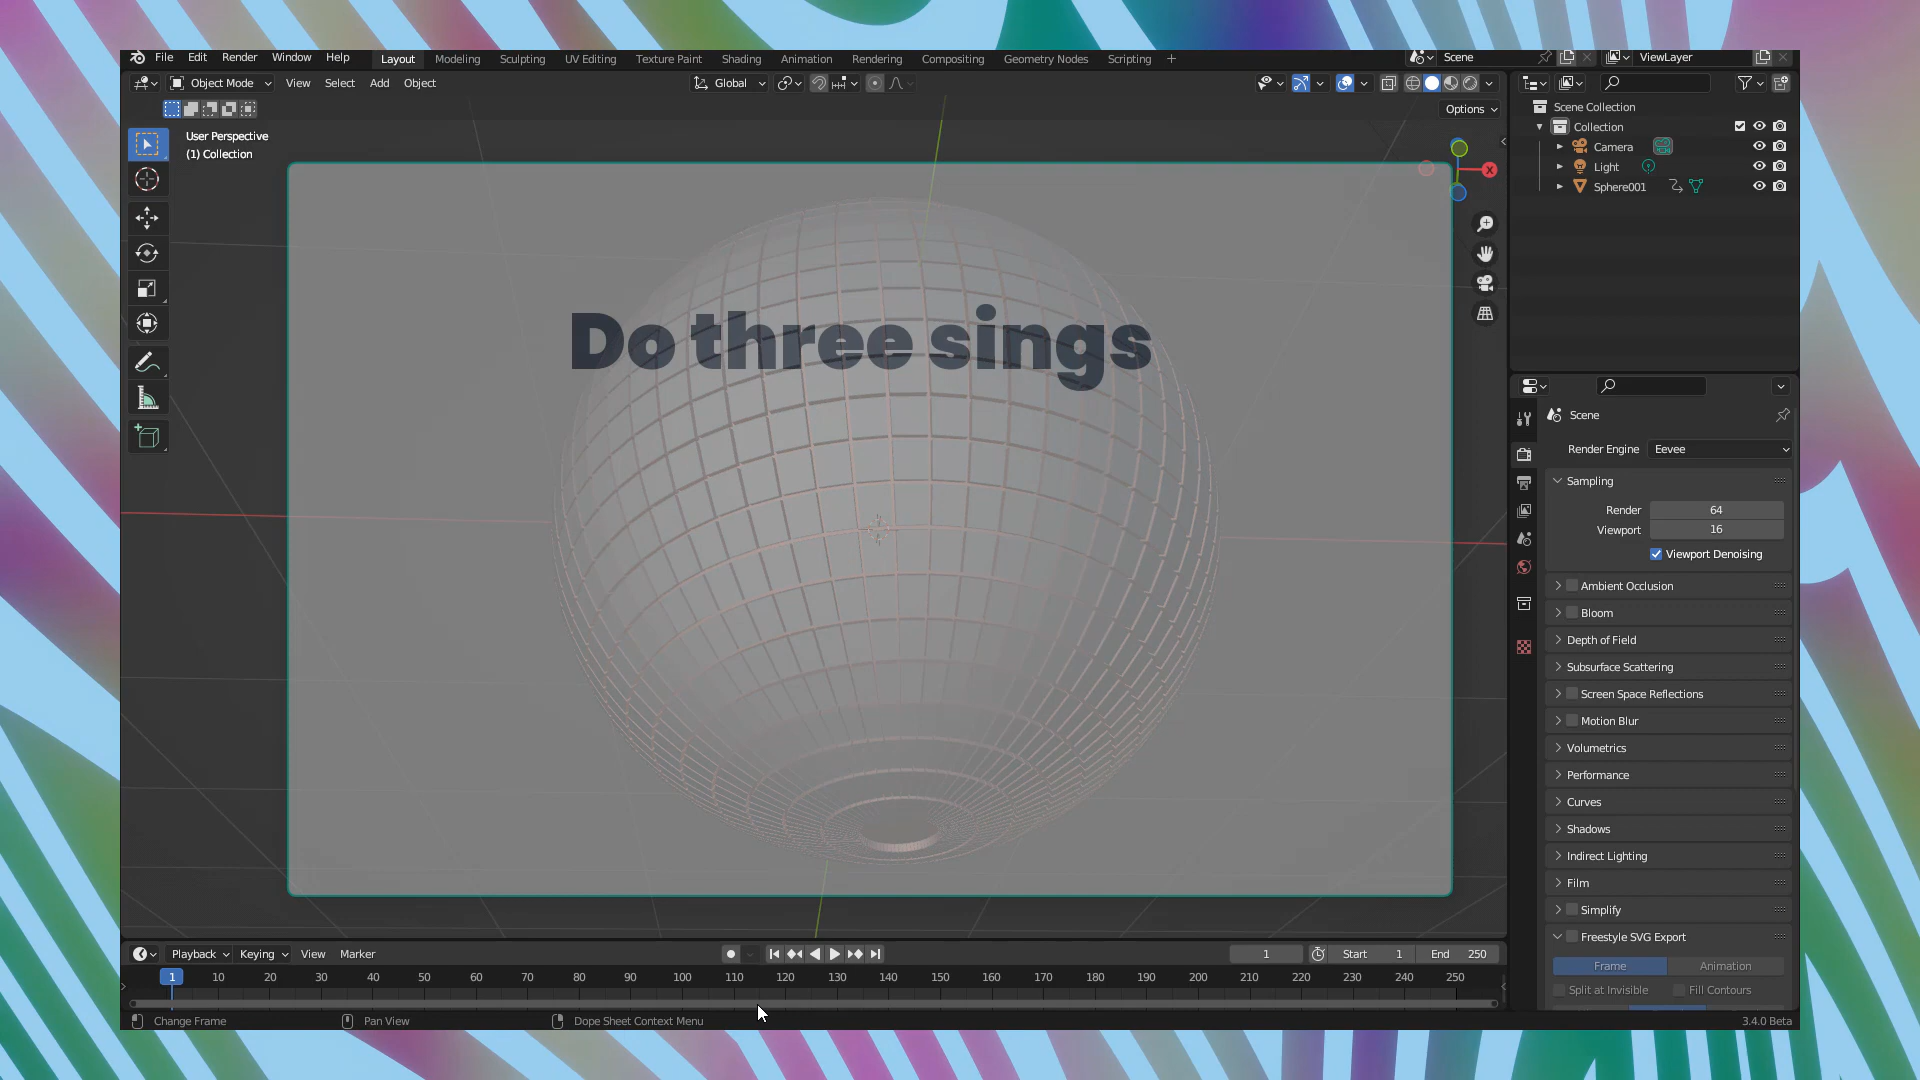 File Edit Render Window Help Layout Modeling Sculpting UV Editing Texture Paint Shading Animation Rendering Compositing Geometry Nodes Scripting + Scene ViewLayer
Object Mode View Select Add Object Global
Options
User Perspective
(1) Collection
X
Do three sings
Scene Collection
Collection
Camera
Light
Sphere001
Scene
Render Engine Eevee
Sampling
Render 64
Viewport 16
Viewport Denoising
Ambient Occlusion
Bloom
Depth of Field
Subsurface Scattering
Screen Space Reflections
Motion Blur
Volumetrics
Performance
Curves
Shadows
Indirect Lighting
Film
Simplify
Freestyle SVG Export
Frame Animation
Split at Invisible Fill Contours
Playback Keying View Marker 1 Start 1 End 250
1 10 20 30 40 50 60 70 80 90 100 110 120 130 140 150 160 170 180 190 200 210 220 230 240 250
Change Frame Pan View Dope Sheet Context Menu 3.4.0 Beta